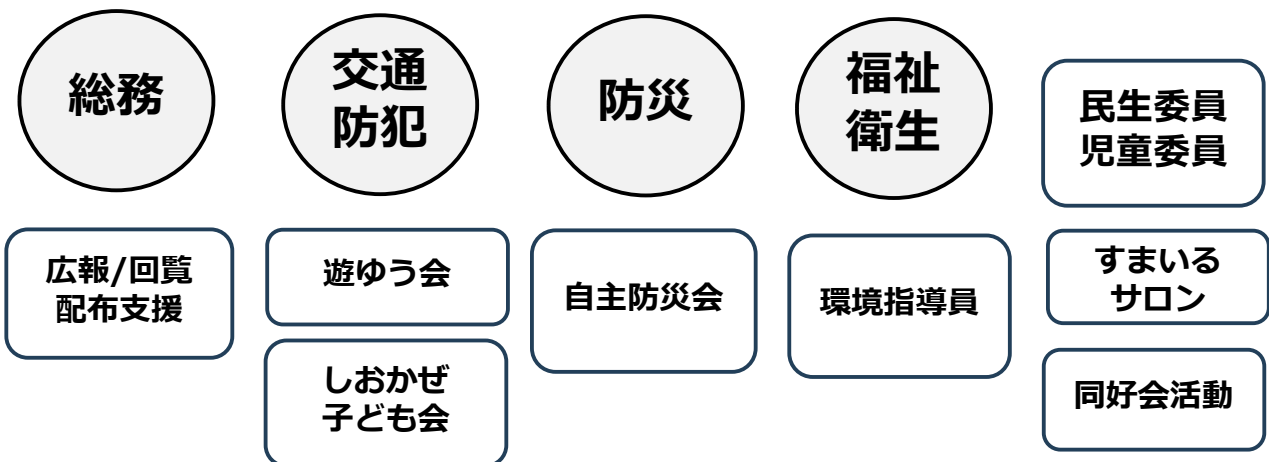 総務
交通
防犯
防災
福祉
衛生
民生委員
児童委員
広報/回覧
配布支援
遊ゆう会
自主防災会
環境指導員
すまいる
サロン
しおかぜ
子ども会
同好会活動